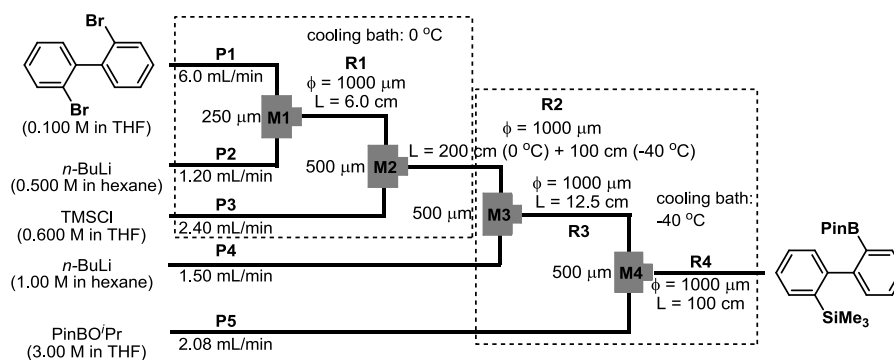 Br
Br
(0.100 M in THF)
P1
6.0 mL/min
cooling bath: 0 °C
R1
ϕ = 1000 µm
L = 6.0 cm
250 µm
M1
n-BuLi
(0.500 M in hexane)
P2
1.20 mL/min
500 µm
M2
R2
ϕ = 1000 µm
L = 200 cm (0 °C) + 100 cm (-40 °C)
TMSCl
(0.600 M in THF)
P3
2.40 mL/min
500 µm
M3
ϕ = 1000 µm
L = 12.5 cm
R3
cooling bath:
-40 °C
n-BuLi
(1.00 M in hexane)
P4
1.50 mL/min
500 µm
M4
R4
ϕ = 1000 µm
L = 100 cm
PinBOⁱPr
(3.00 M in THF)
P5
2.08 mL/min
PinB
SiMe₃